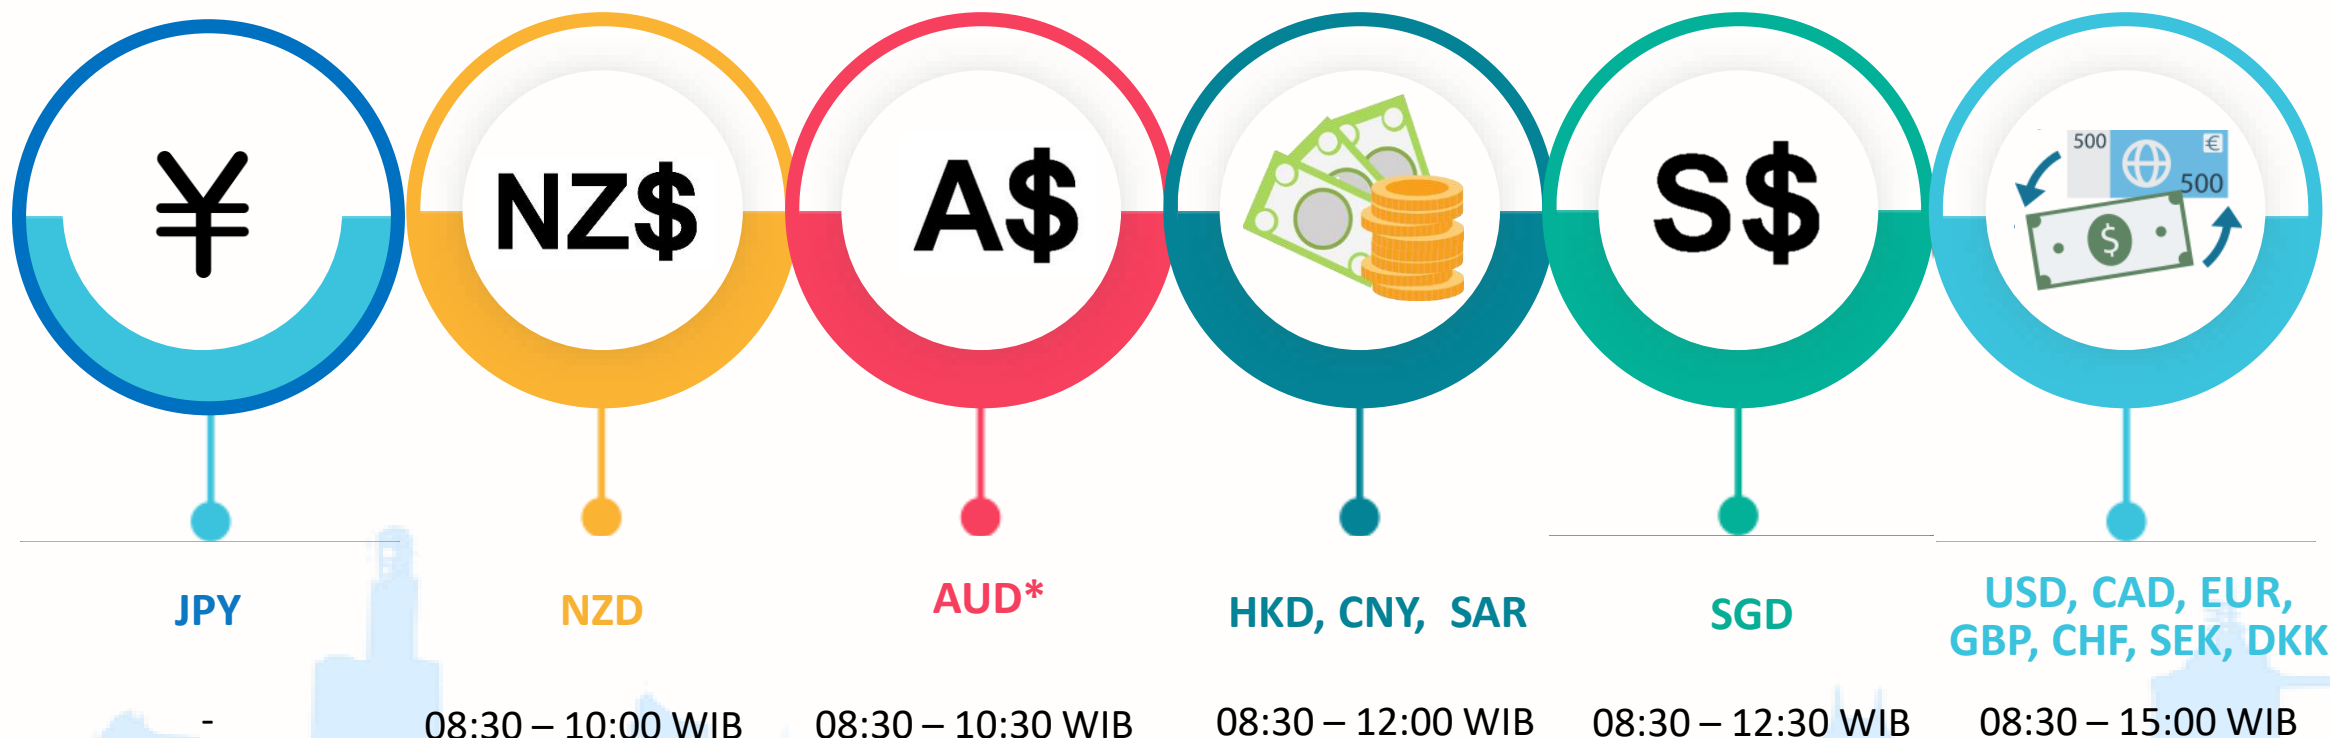 ¥
NZ$
A$
S$
500
€
500
$
JPY
NZD
AUD*
HKD, CNY, SAR
SGD
USD, CAD, EUR,
GBP, CHF, SEK, DKK
-
08:30 – 10:00 WIB
08:30 – 10:30 WIB
08:30 – 12:00 WIB
08:30 – 12:30 WIB
08:30 – 15:00 WIB